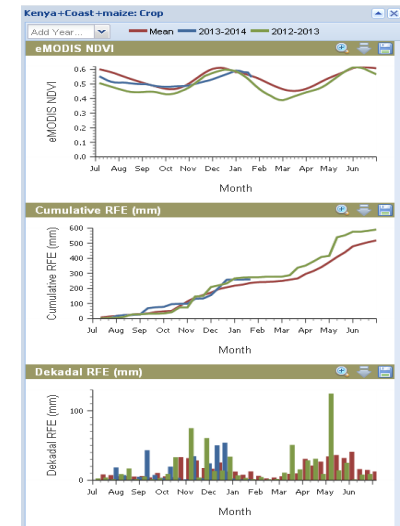 Kenya+Coast+maize: Crop
Add Year... Mean 2013-2014 2012-2013
eMODIS NDVI
eMODIS NDVI
0.6
0.5
0.4
0.3
0.2
0.1
0.0
Jul Aug Sep Oct Nov Dec Jan Feb Mar Apr May Jun
Month
Cumulative RFE (mm)
Cumulative RFE (mm)
600
500
400
300
200
100
0
Jul Aug Sep Oct Nov Dec Jan Feb Mar Apr May Jun
Month
Dekadal RFE (mm)
Dekadal RFE (mm)
100
0
Jul Aug Sep Oct Nov Dec Jan Feb Mar Apr May Jun
Month